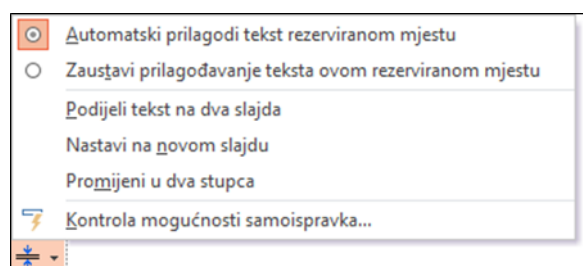 Automatski prilagodi tekst rezerviranom mjestu
Zaustavi prilagođavanje teksta ovom rezerviranom mjestu
Podijeli tekst na dva slajda
Nastavi na novom slajdu
Promijeni u dva stupca
Kontrola mogućnosti samoispravka...